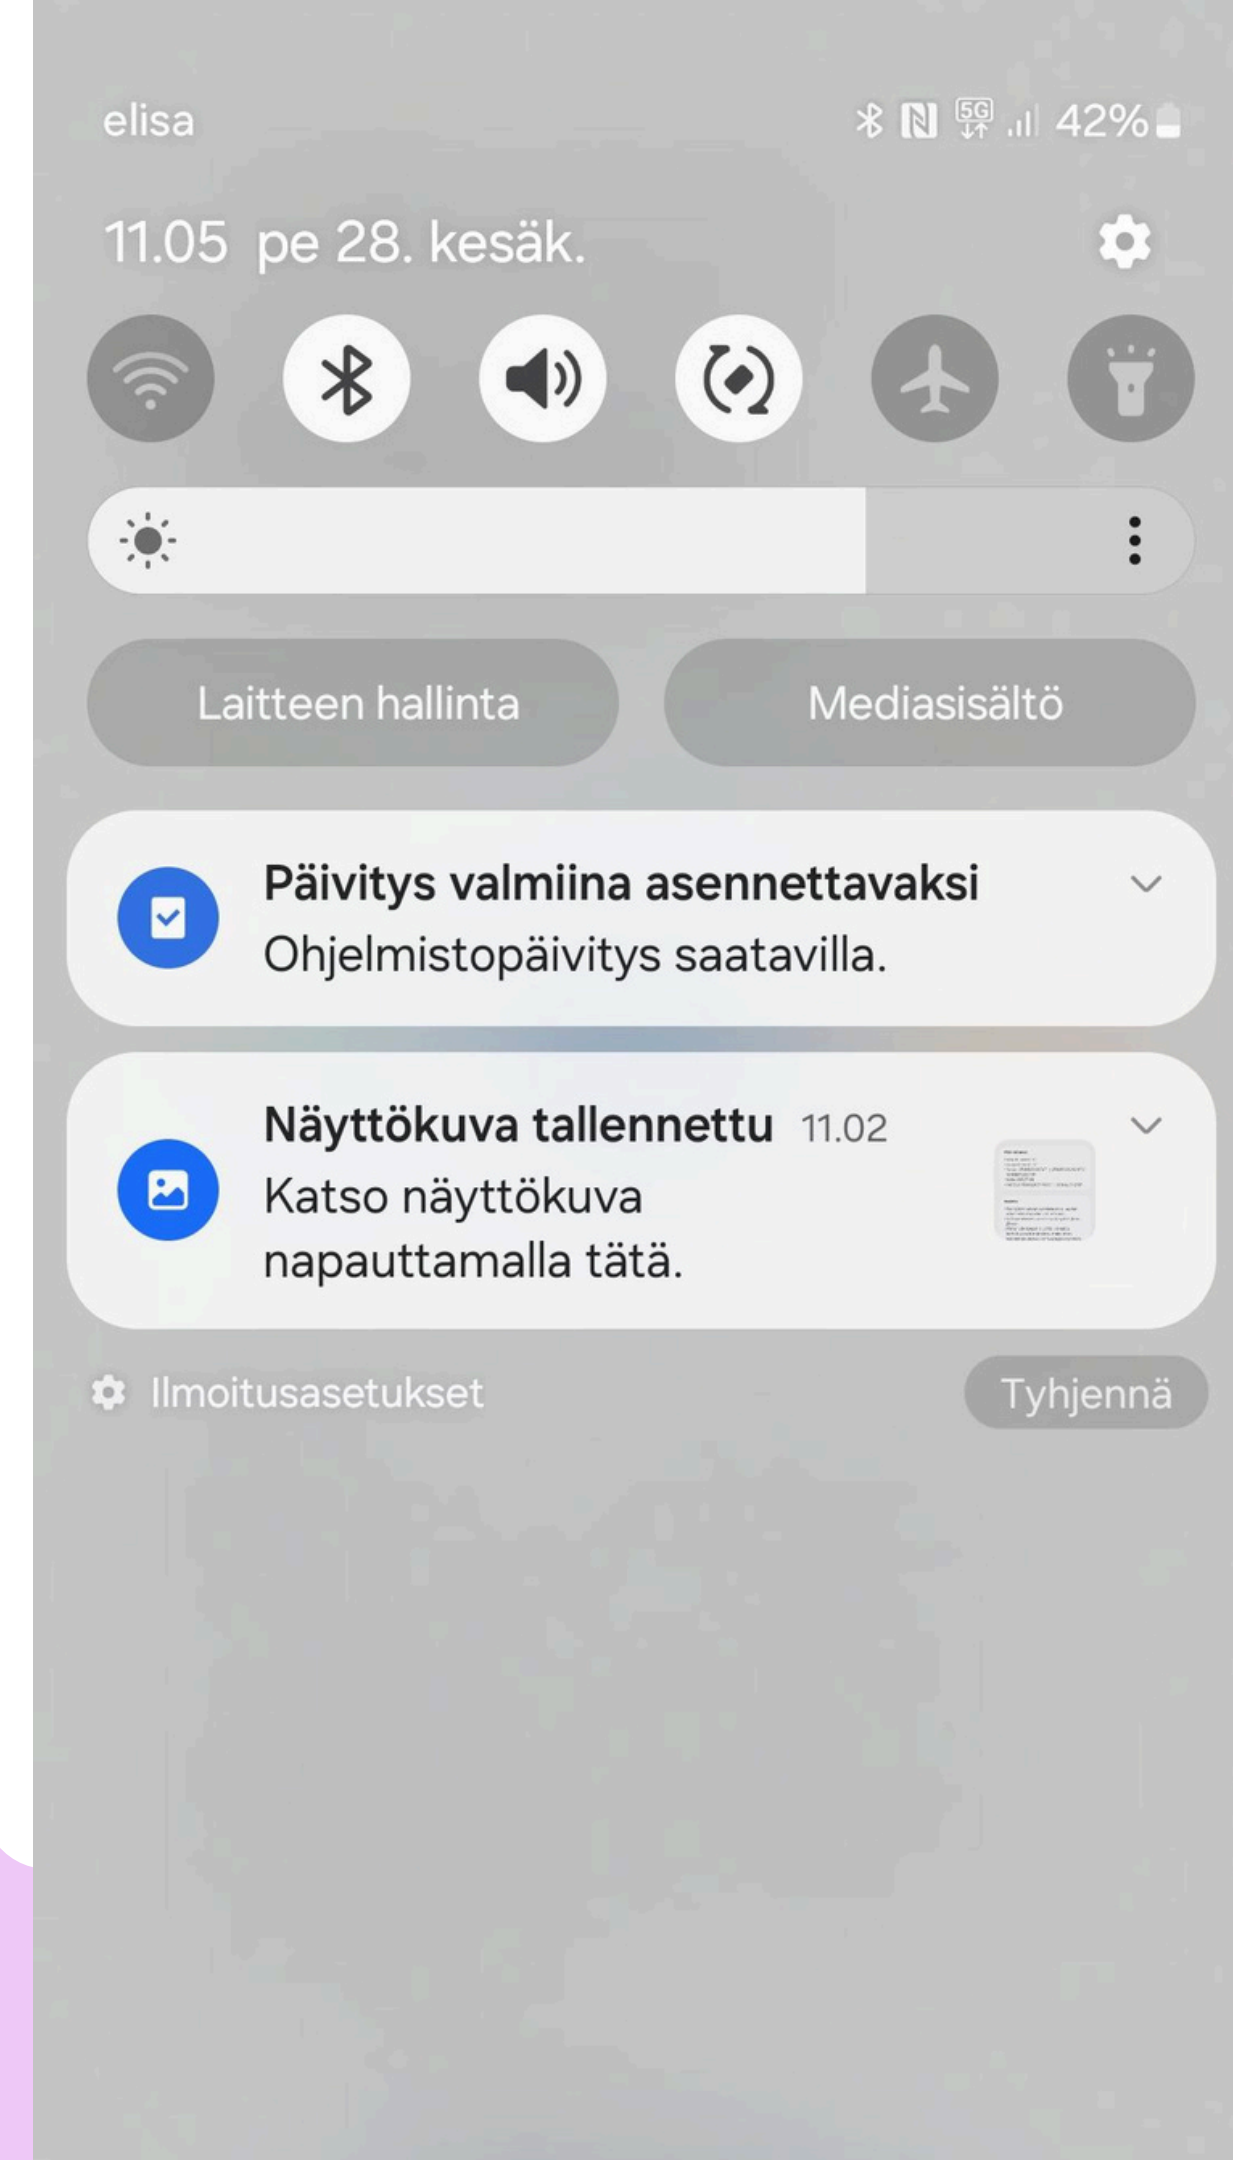 elisa 5G 42%
11.05 pe 28. kesäk.
Laitteen hallinta
Mediasisältö
Päivitys valmiina asennettavaksi
Ohjelmistopäivitys saatavilla.
Näyttökuva tallennettu 11.02
Katso näyttökuva
napauttamalla tätä.
Ilmoitusasetukset
Tyhjennä